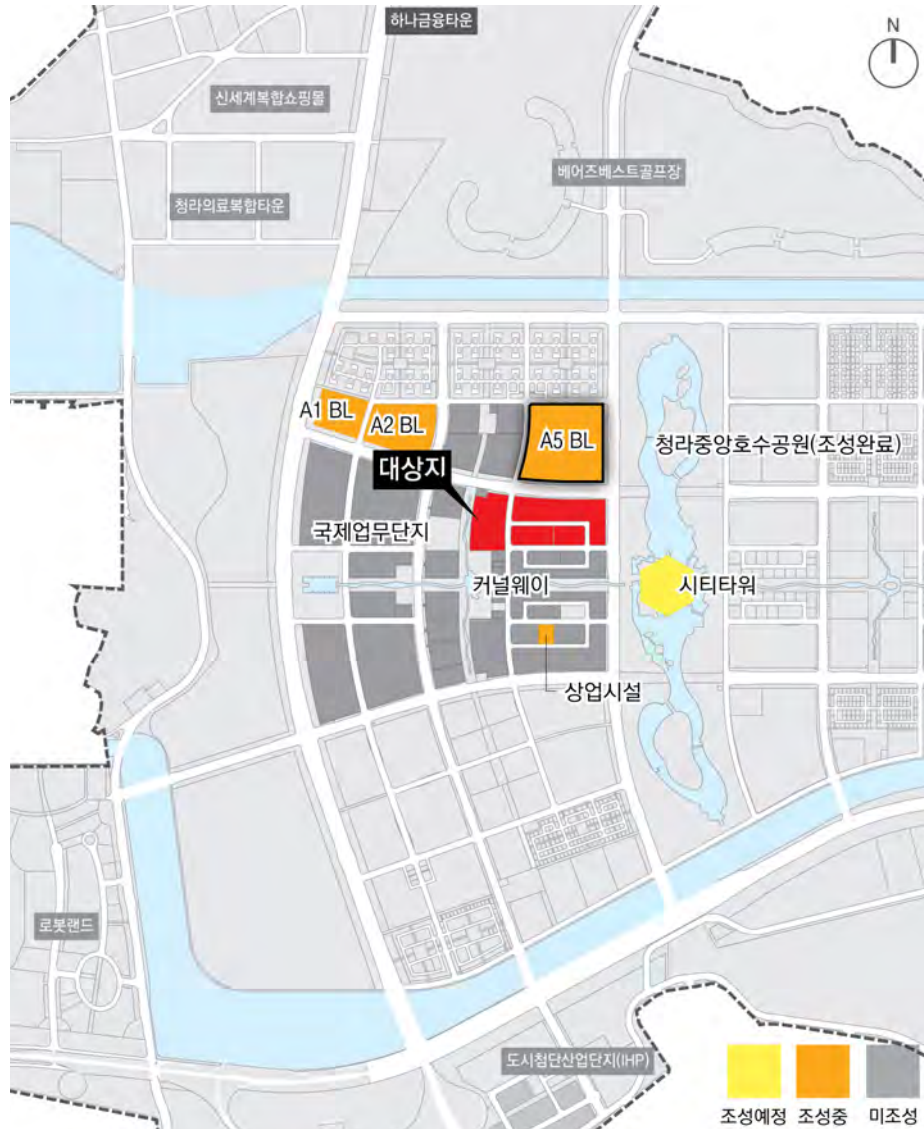 하나금융타운
N
신세계복합쇼핑몰
베어즈베스트골프장
청라의료복합타운
A1 BL
A2 BL
A5 BL
청라중앙호수공원(조성완료)
대상지
국제업무단지
커널웨이
시티타워
상업시설
로봇랜드
도시첨단산업단지(IHP)
조성예정
조성중
미조성